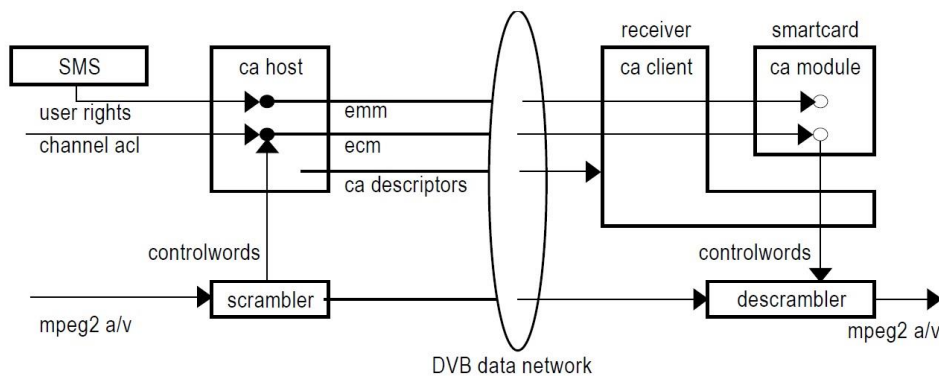 receiver
smartcard
SMS
ca host
ca client
ca module
user rights
emm
channel acl
ecm
ca descriptors
controlwords
controlwords
scrambler
descrambler
mpeg2 a/v
mpeg2 a/v
DVB data network